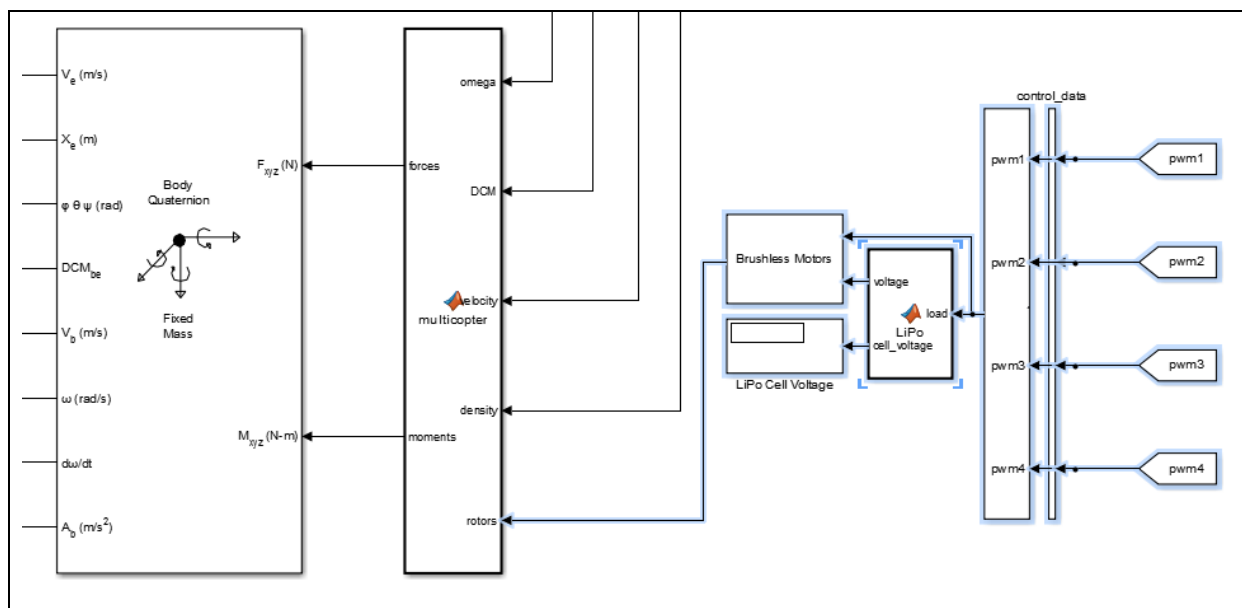 V_e (m/s)
X_e (m)
φ θ ψ (rad)
DCM_be
V_b (m/s)
ω (rad/s)
dω/dt
A_b (m/s²)
Body
Quaternion
Fixed
Mass
F_xyz (N)
M_xyz (N-m)
forces
moments
omega
DCM
velocity
multicopter
density
rotors
Brushless Motors
LiPo Cell Voltage
voltage
load
LiPo
cell_voltage
control_data
pwm1
pwm2
pwm3
pwm4
pwm1
pwm2
pwm3
pwm4